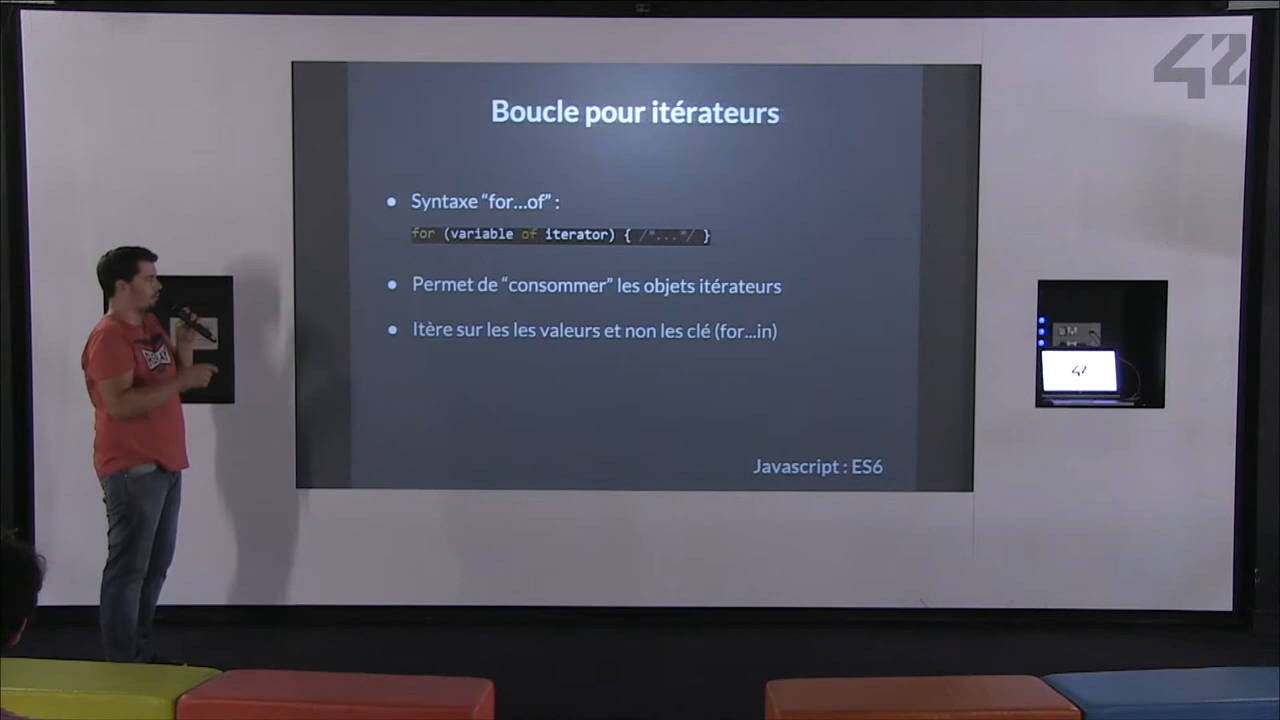 42
Boucle pour itérateurs
Syntaxe “for...of” :
for (variable of iterator) { /*...*/ }
Permet de “consommer” les objets itérateurs
Itère sur les les valeurs et non les clé (for...in)
Javascript : ES6
42